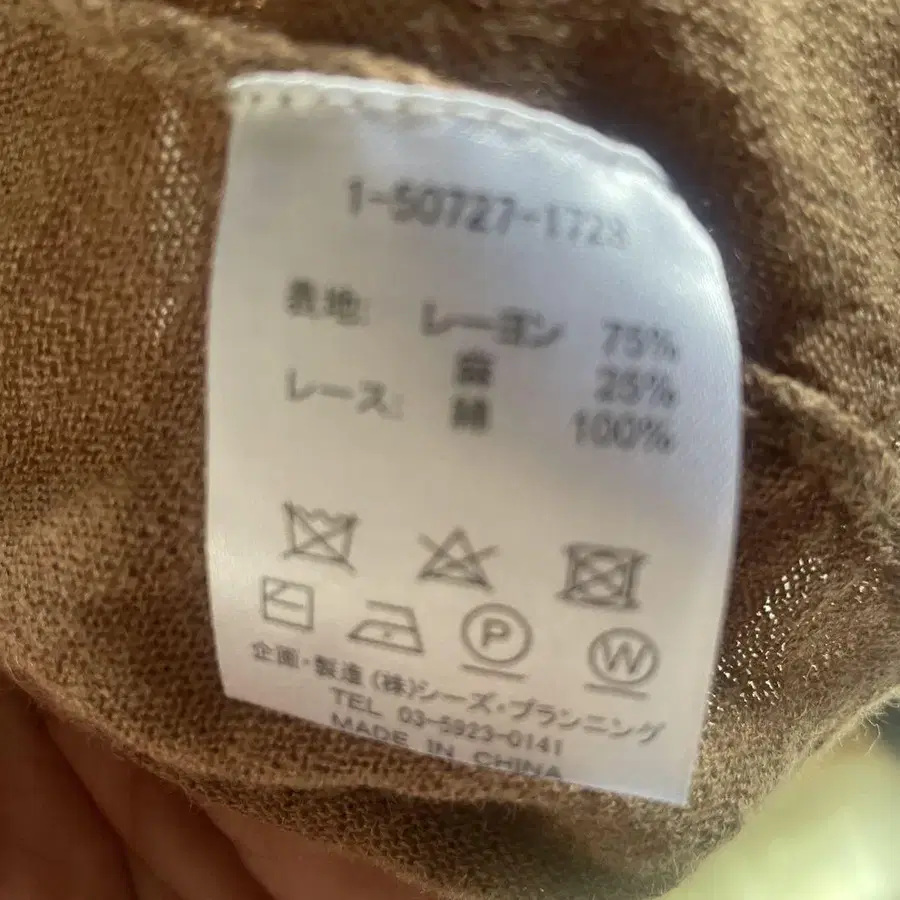 1-50727-1723
表地: レーヨン 75%
麻 25%
レース: 綿 100%
P W
企画・製造 (株)シーズ・プランニング
TEL 03-5923-0141
MADE IN CHINA